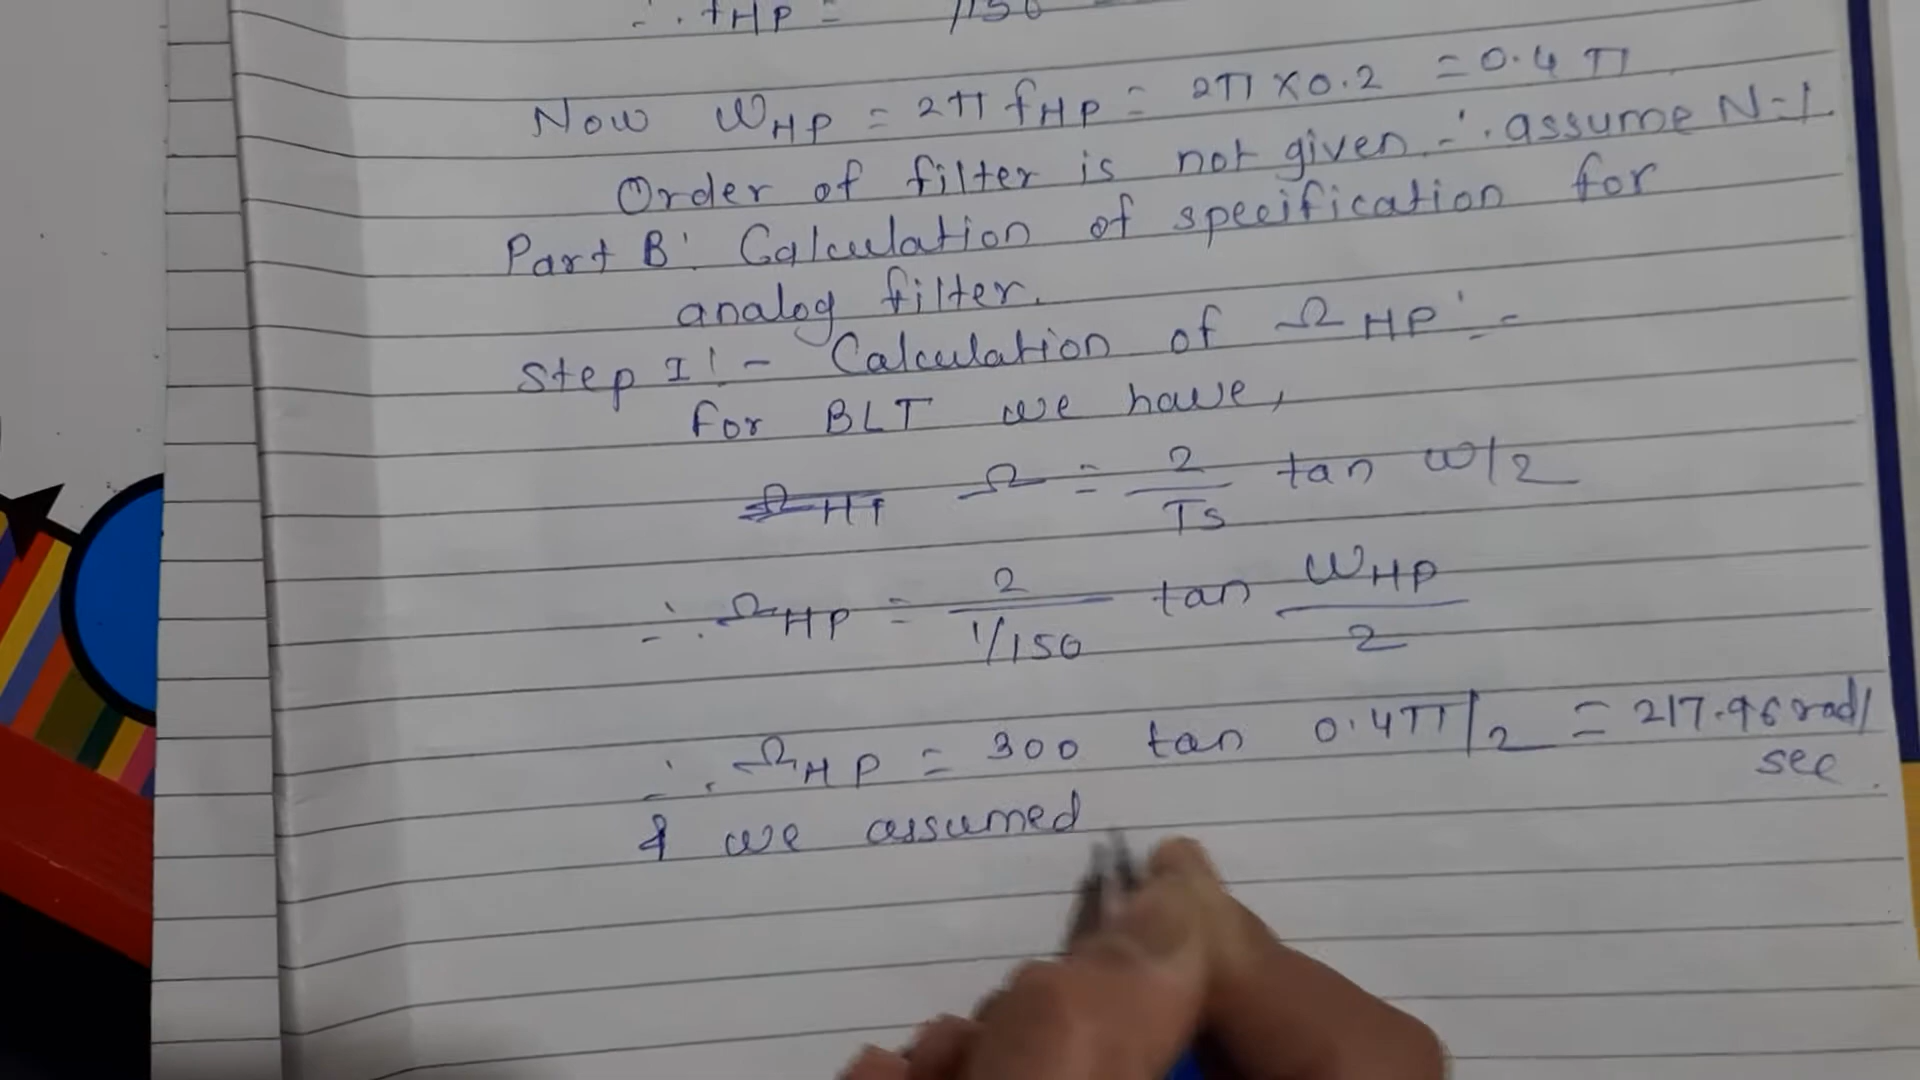 ∴ fHP = /150
Now ωHP = 2π fHP = 2π × 0.2 = 0.4 π
Order of filter is not given ∴ assume N=1
Part B: Calculation of specification for
analog filter.
Step I :- Calculation of ΩHP :-
for BLT we have,
Ω = 2/Ts tan ω/2
∴ ΩHP = 2/(1/150) tan ωHP/2
∴ ΩHP = 300 tan 0.4π/2 = 217.96 rad/
sec.
& we assumed